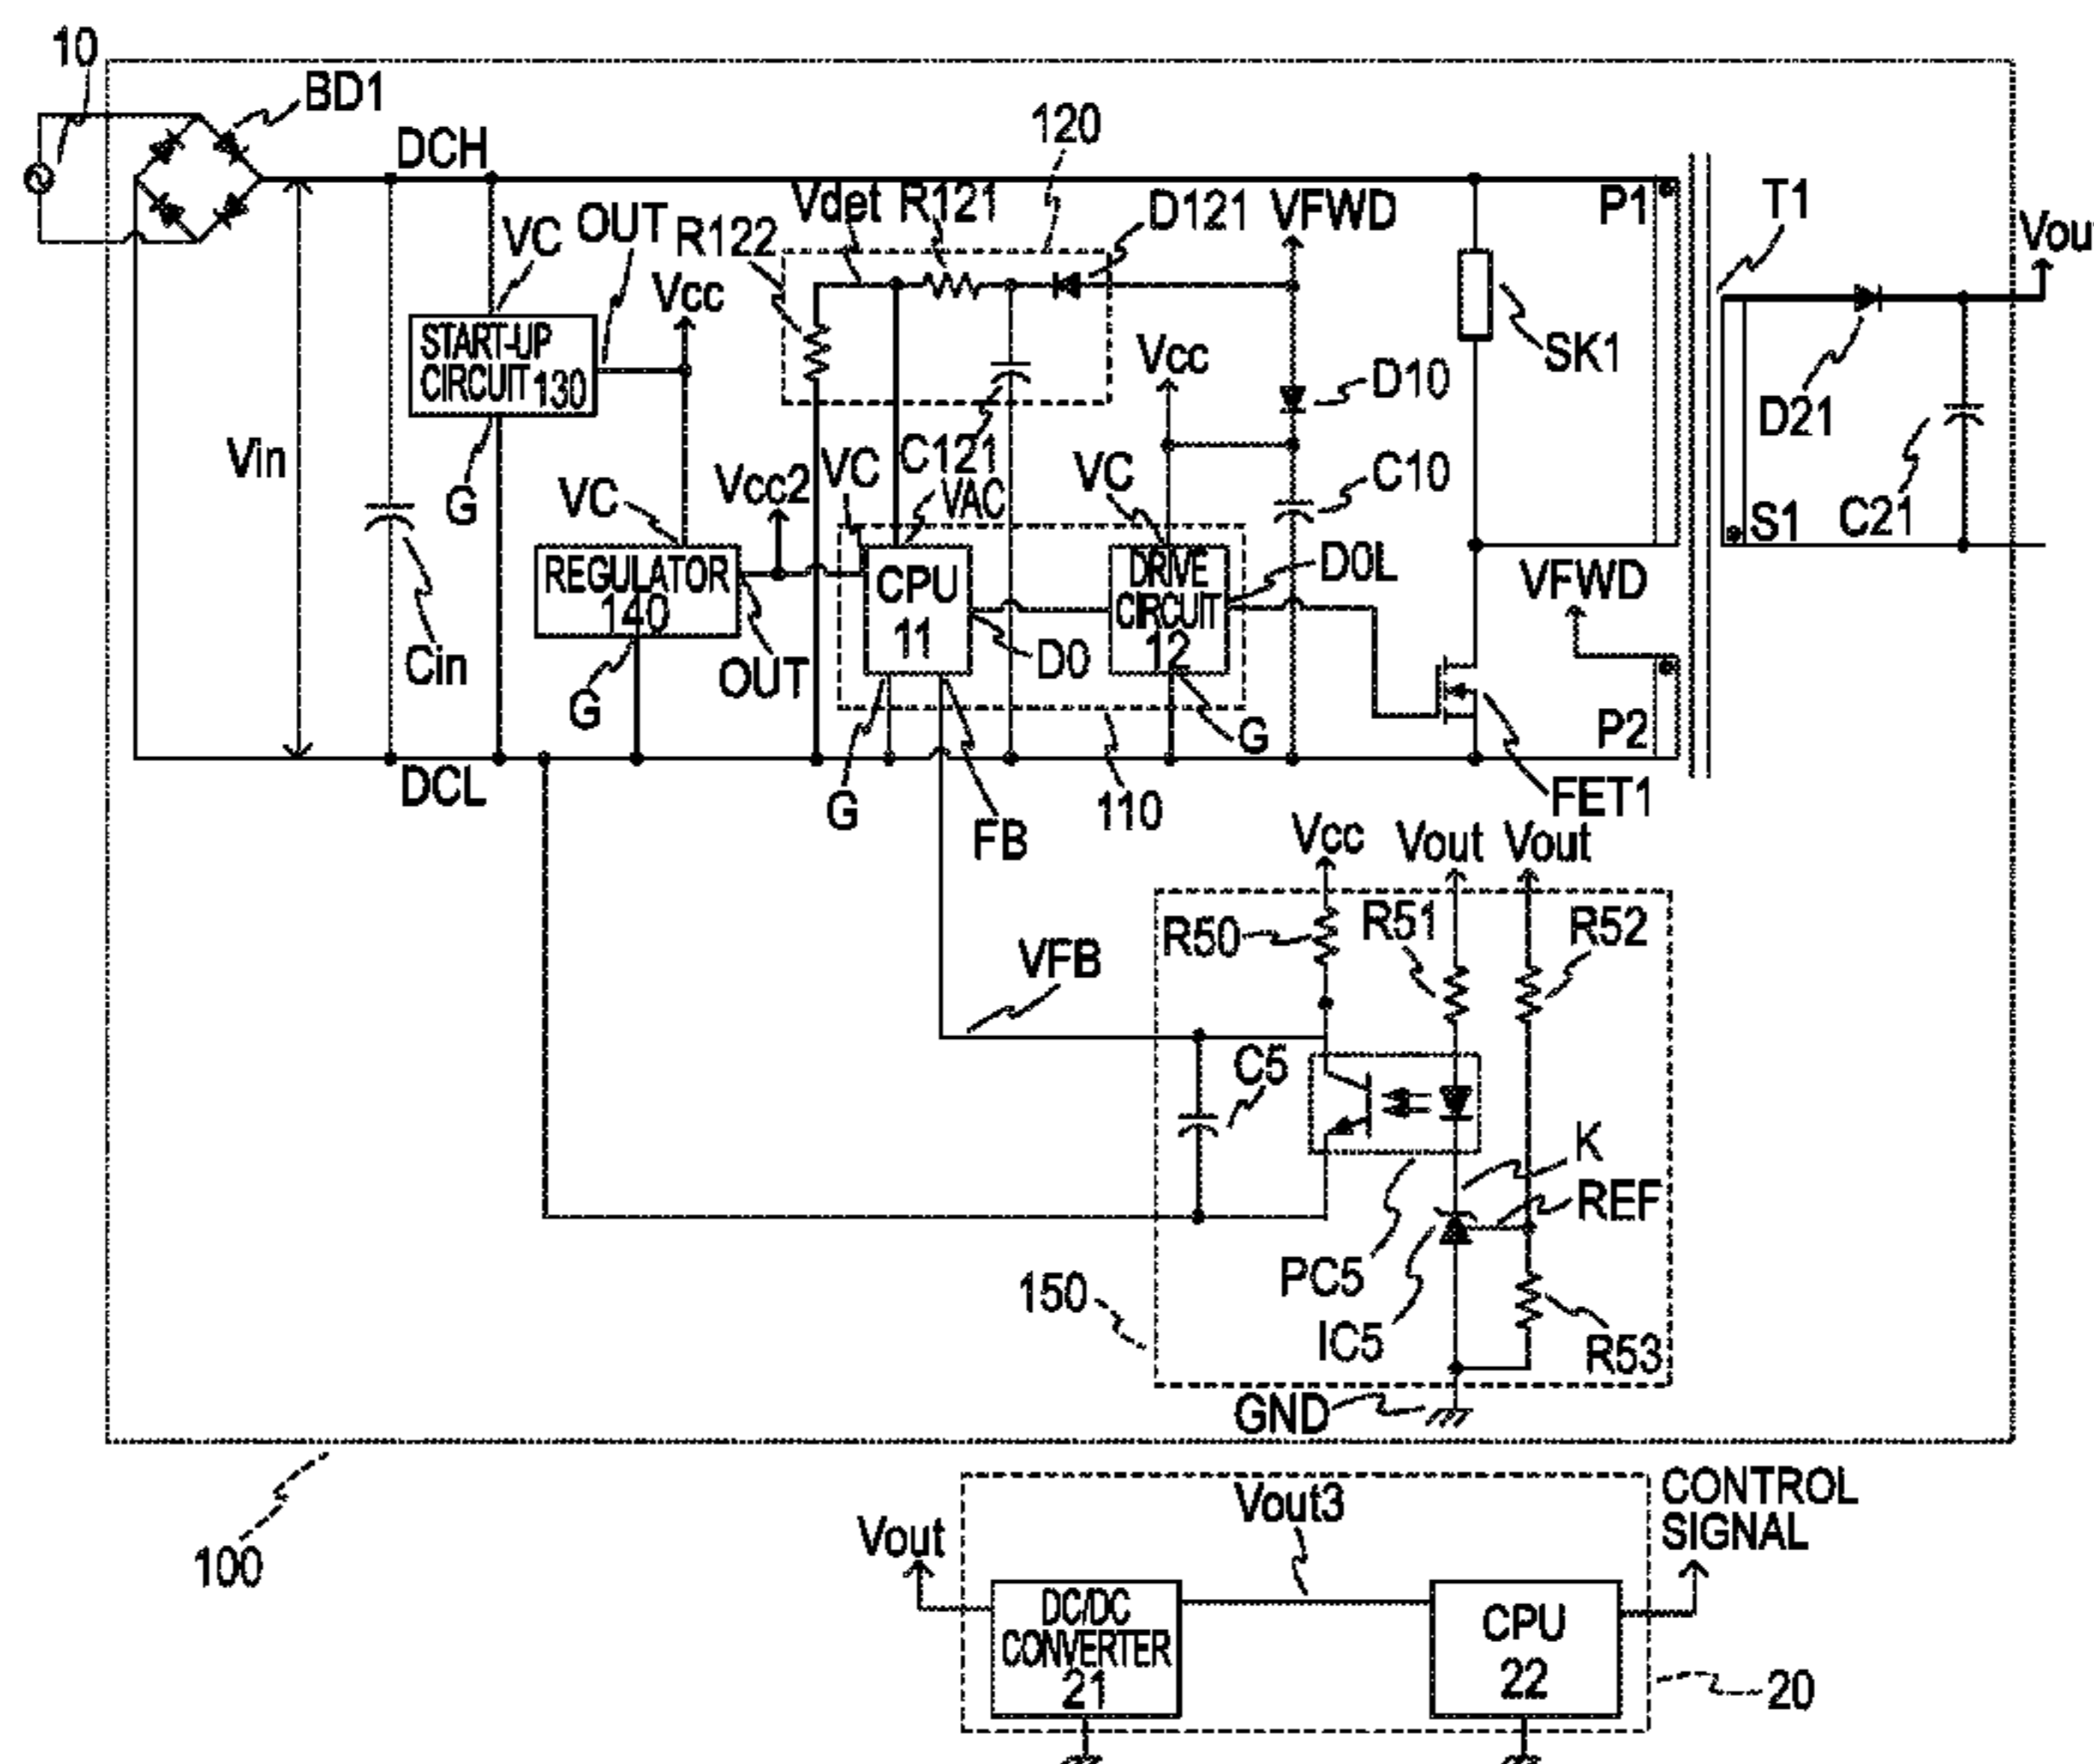 10
BD1
DCH
120
Vdet
R121
D121
VFWD
P1
T1
Vou
VC
OUT
R122
Vcc
START-UP
CIRCUIT 130
Vcc
SK1
D10
D21
Vin
G
C121
VC
VAC
VC
C10
S1
C21
VC
Vcc2
REGULATOR
140
CPU
11
DRIVE
CIRCUIT
12
D0L
VFWD
Cin
G
OUT
D0
G
P2
DCL
G
FB
110
FET1
Vcc
Vout
Vout
R50
R51
R52
VFB
C5
K
REF
PC5
150
IC5
R53
GND
100
Vout
Vout3
CONTROL
SIGNAL
DC/DC
CONVERTER
21
CPU
22
20